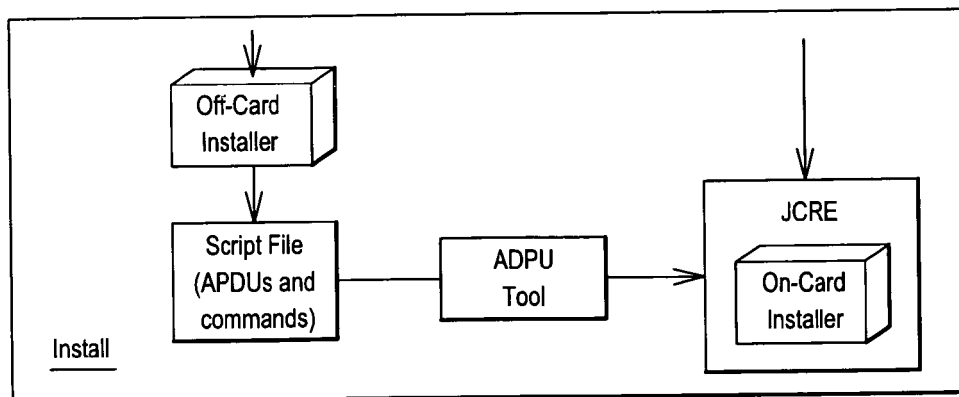 Off-Card
Installer
Script File
(APDUs and
commands)
ADPU
Tool
JCRE
On-Card
Installer
Install